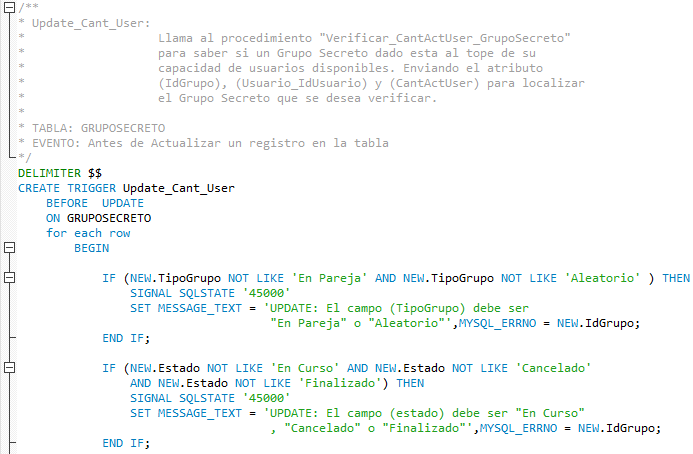 /**
* Update_Cant_User:
*                   Llama al procedimiento "Verificar_CantActUser_GrupoSecreto"
*                   para saber si un Grupo Secreto dado esta al tope de su
*                   capacidad de usuarios disponibles. Enviando el atributo
*                   (IdGrupo), (Usuario_IdUsuario) y (CantActUser) para localizar
*                   el Grupo Secreto que se desea verificar.
*
* TABLA: GRUPOSECRETO
* EVENTO: Antes de Actualizar un registro en la tabla
*/
DELIMITER $$
CREATE TRIGGER Update_Cant_User
    BEFORE  UPDATE
    ON GRUPOSECRETO
    for each row
        BEGIN

            IF (NEW.TipoGrupo NOT LIKE 'En Pareja' AND NEW.TipoGrupo NOT LIKE 'Aleatorio' ) THEN
                SIGNAL SQLSTATE '45000'
                SET MESSAGE_TEXT = 'UPDATE: El campo (TipoGrupo) debe ser
                                    "En Pareja" o "Aleatorio"',MYSQL_ERRNO = NEW.IdGrupo;
            END IF;

            IF (NEW.Estado NOT LIKE 'En Curso' AND NEW.Estado NOT LIKE 'Cancelado'
                AND NEW.Estado NOT LIKE 'Finalizado') THEN
                SIGNAL SQLSTATE '45000'
                SET MESSAGE_TEXT = 'UPDATE: El campo (estado) debe ser "En Curso"
                                    , "Cancelado" o "Finalizado"',MYSQL_ERRNO = NEW.IdGrupo;
            END IF;